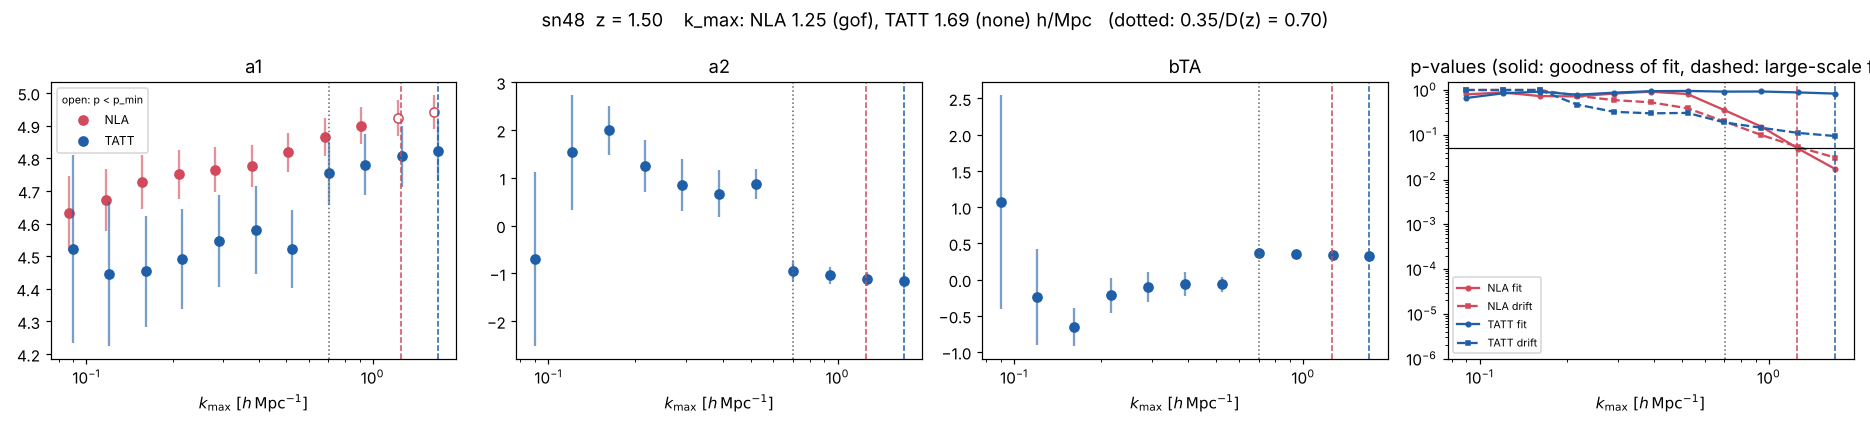 sn48  z = 1.50    k_max: NLA 1.25 (gof), TATT 1.69 (none) h/Mpc   (dotted: 0.35/D(z) = 0.70)
a1
a2
bTA
p-values (solid: goodness of fit, dashed: large-scale f
open: p < p_min
NLA
TATT
5.0
4.9
4.8
4.7
4.6
4.5
4.4
4.3
4.2
10⁻¹
10⁰
k_max [h Mpc⁻¹]
3
2
1
0
−1
−2
10⁻¹
10⁰
k_max [h Mpc⁻¹]
2.5
2.0
1.5
1.0
0.5
0.0
−0.5
−1.0
10⁻¹
10⁰
k_max [h Mpc⁻¹]
10⁰
10⁻¹
10⁻²
10⁻³
10⁻⁴
10⁻⁵
10⁻⁶
NLA fit
NLA drift
TATT fit
TATT drift
10⁻¹
10⁰
k_max [h Mpc⁻¹]